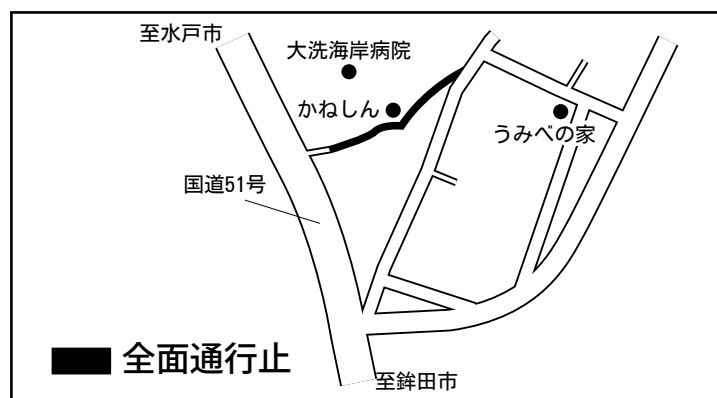 至水戸市
大洗海岸病院
かねしん
うみべの家
国道51号
全面通行止
至鉾田市